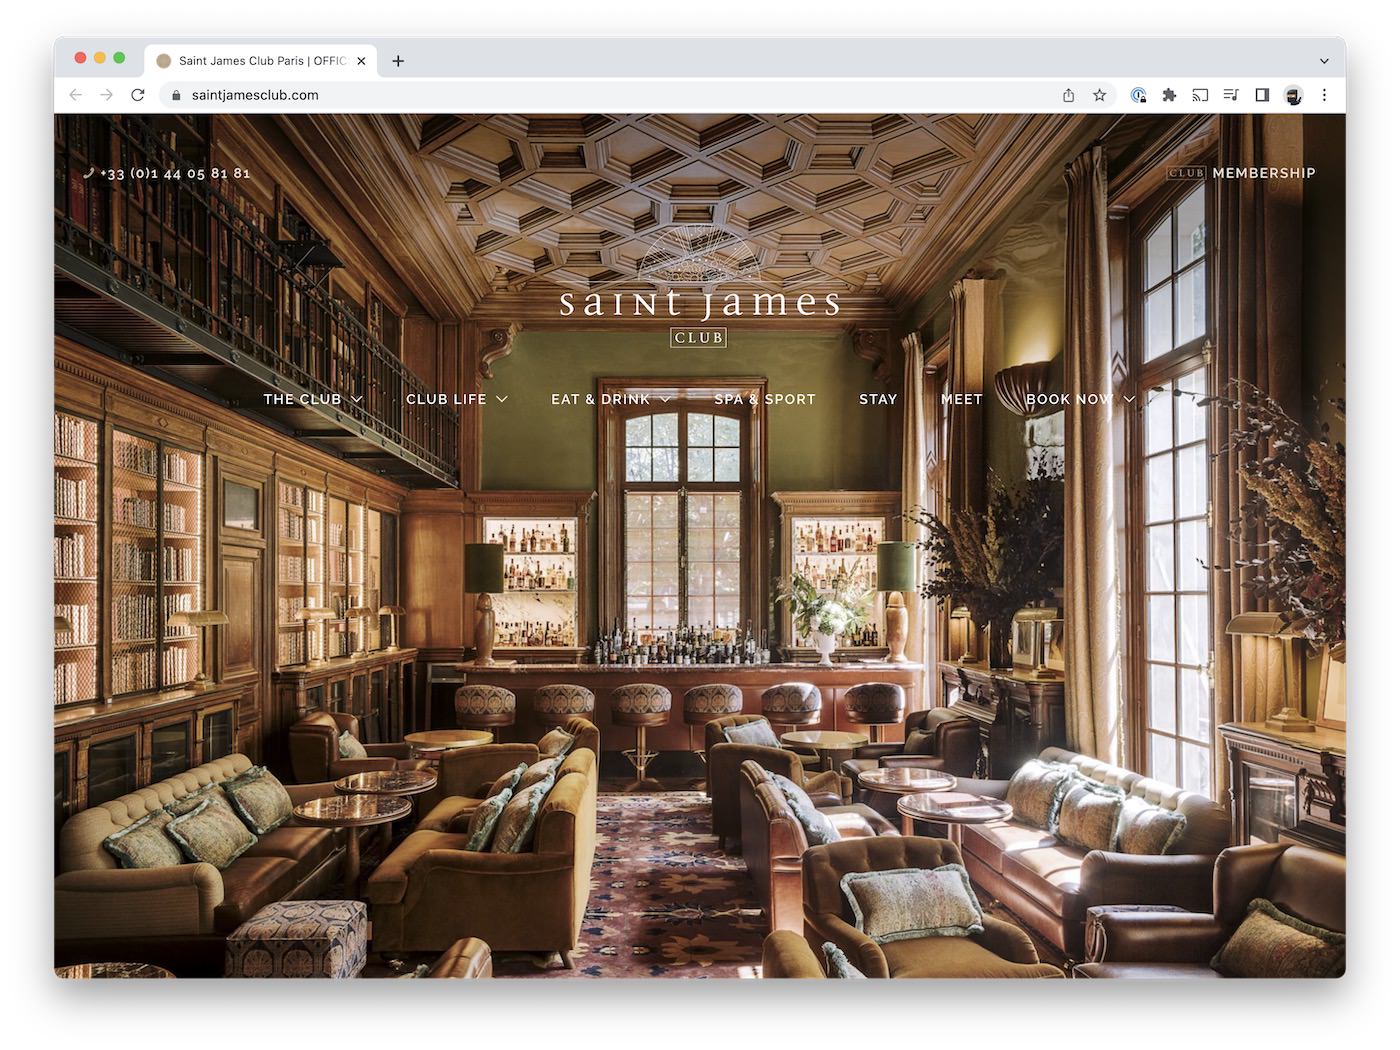 Saint James Club Paris | OFFIC
saintjamesclub.com
+33 (0)1 44 05 81 81
CLUB MEMBERSHIP
saint james
CLUB
THE CLUB CLUB LIFE EAT & DRINK SPA & SPORT STAY MEET BOOK NOW